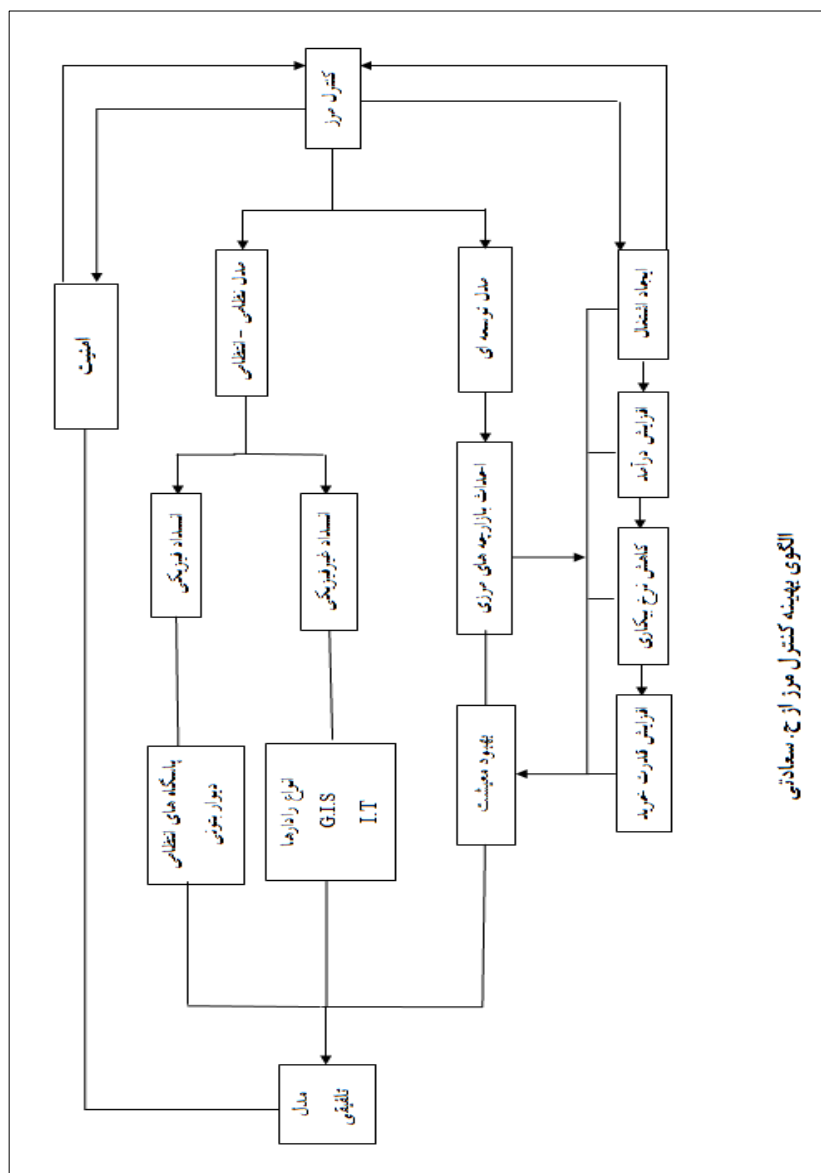 کنترل مرز
امنیت
مدل نظامی - انتظامی
مدل توسعه ای
ایجاد اشتغال
افزایش درآمد
کاهش نرخ بیکاری
افزایش قدرت خرید
انسداد فیزیکی
انسداد غیرفیزیکی
احداث بازارچه های مرزی
بهبود معیشت
پاسگاه های انتظامی
دیوار بتونی
انواع رادارها
G.I.S
I.T
مدل
تلفیقی
الگوی بهینه کنترل مرز از ح. سعادتی